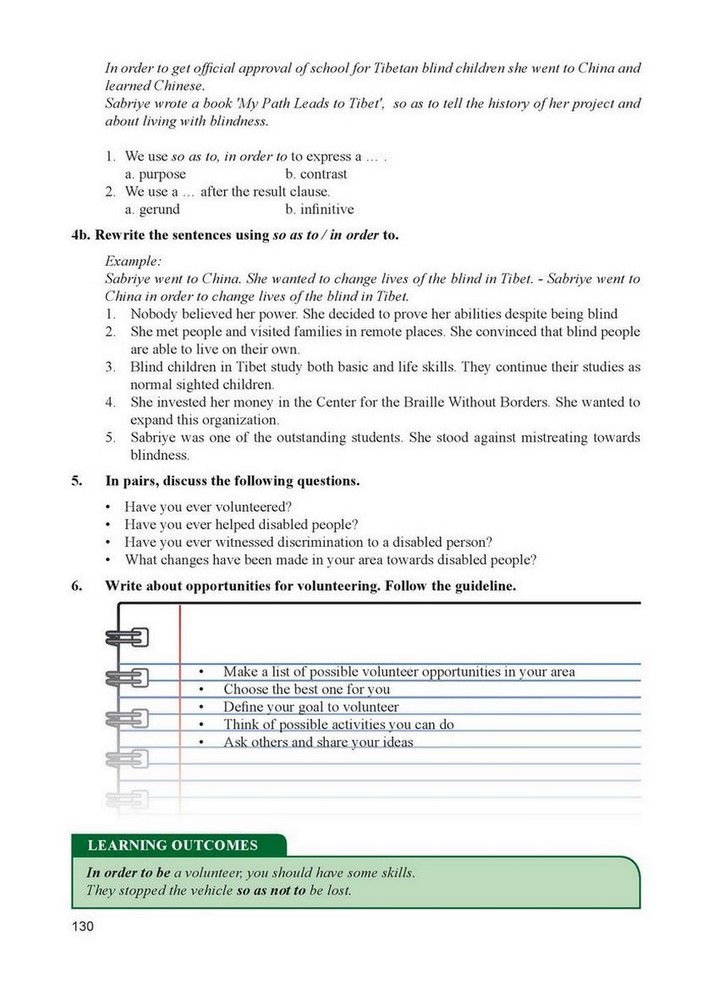 In order to get official approval of school for Tibetan blind children she went to China and
learned Chinese.
Sabriye wrote a book 'My Path Leads to Tibet', so as to tell the history of her project and
about living with blindness.
1. We use so as to, in order to to express a … .
a. purpose b. contrast
2. We use a … after the result clause.
a. gerund b. infinitive
4b. Rewrite the sentences using so as to / in order to.
Example:
Sabriye went to China. She wanted to change lives of the blind in Tibet. - Sabriye went to
China in order to change lives of the blind in Tibet.
1. Nobody believed her power. She decided to prove her abilities despite being blind
2. She met people and visited families in remote places. She convinced that blind people
are able to live on their own.
3. Blind children in Tibet study both basic and life skills. They continue their studies as
normal sighted children.
4. She invested her money in the Center for the Braille Without Borders. She wanted to
expand this organization.
5. Sabriye was one of the outstanding students. She stood against mistreating towards
blindness.
5. In pairs, discuss the following questions.
• Have you ever volunteered?
• Have you ever helped disabled people?
• Have you ever witnessed discrimination to a disabled person?
• What changes have been made in your area towards disabled people?
6. Write about opportunities for volunteering. Follow the guideline.
• Make a list of possible volunteer opportunities in your area
• Choose the best one for you
• Define your goal to volunteer
• Think of possible activities you can do
• Ask others and share your ideas
LEARNING OUTCOMES
In order to be a volunteer, you should have some skills.
They stopped the vehicle so as not to be lost.
130